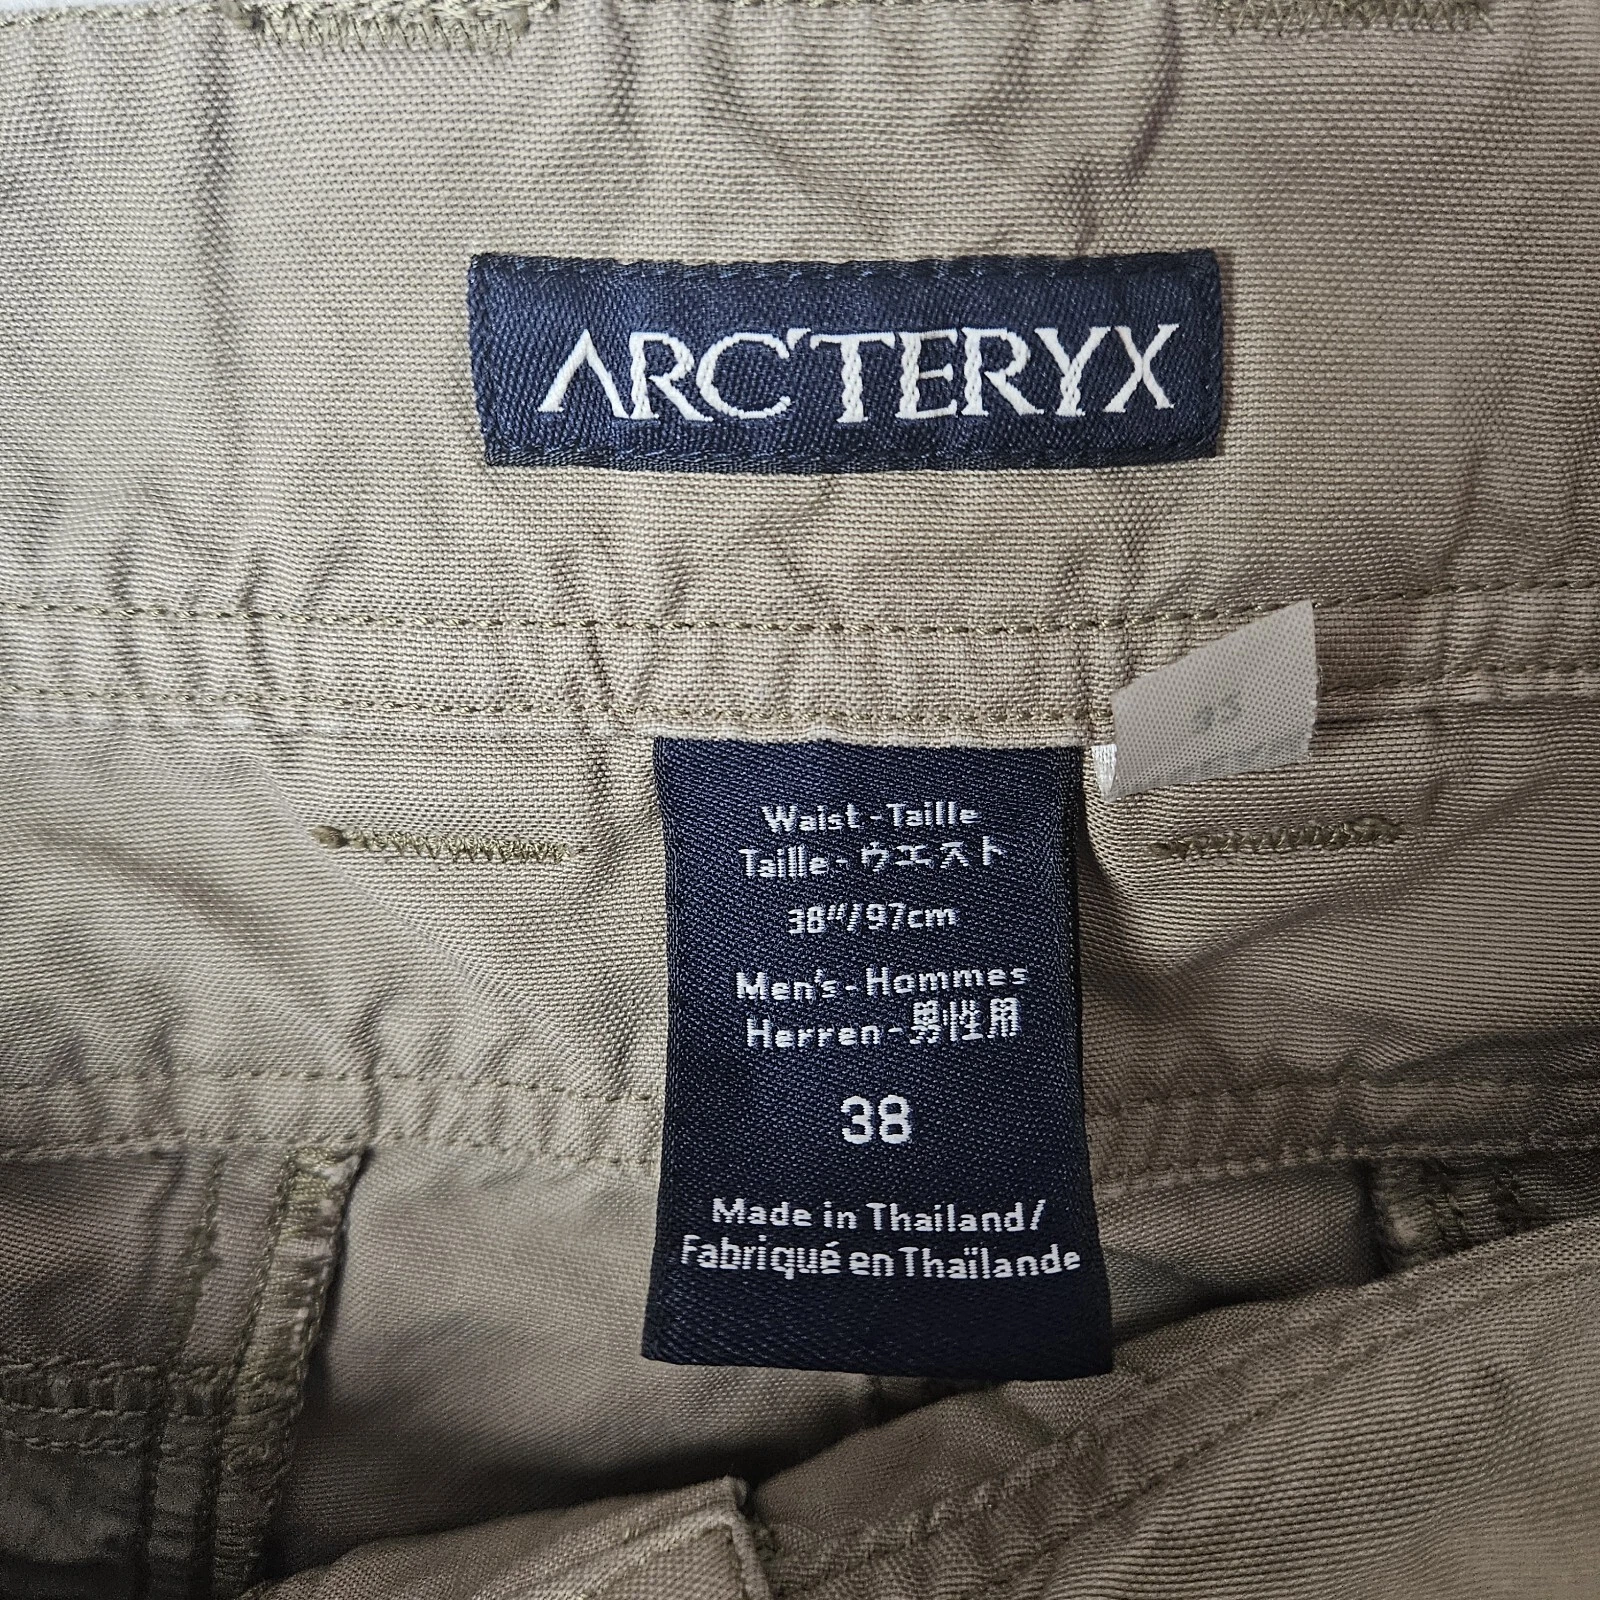 ARC'TERYX
Waist - Taille
Taille - ウエスト
38"/97cm
Men's - Hommes
Herren - 男性用
38
Made in Thailand/
Fabriqué en Thaïlande